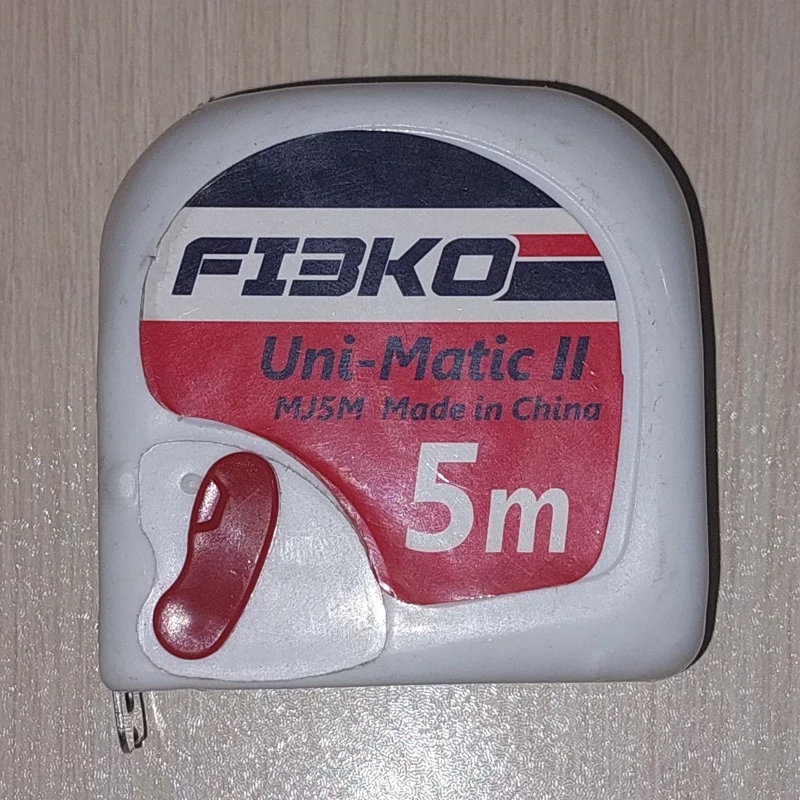 FI3KO
Uni-Matic II
MJ5M Made in China
5m